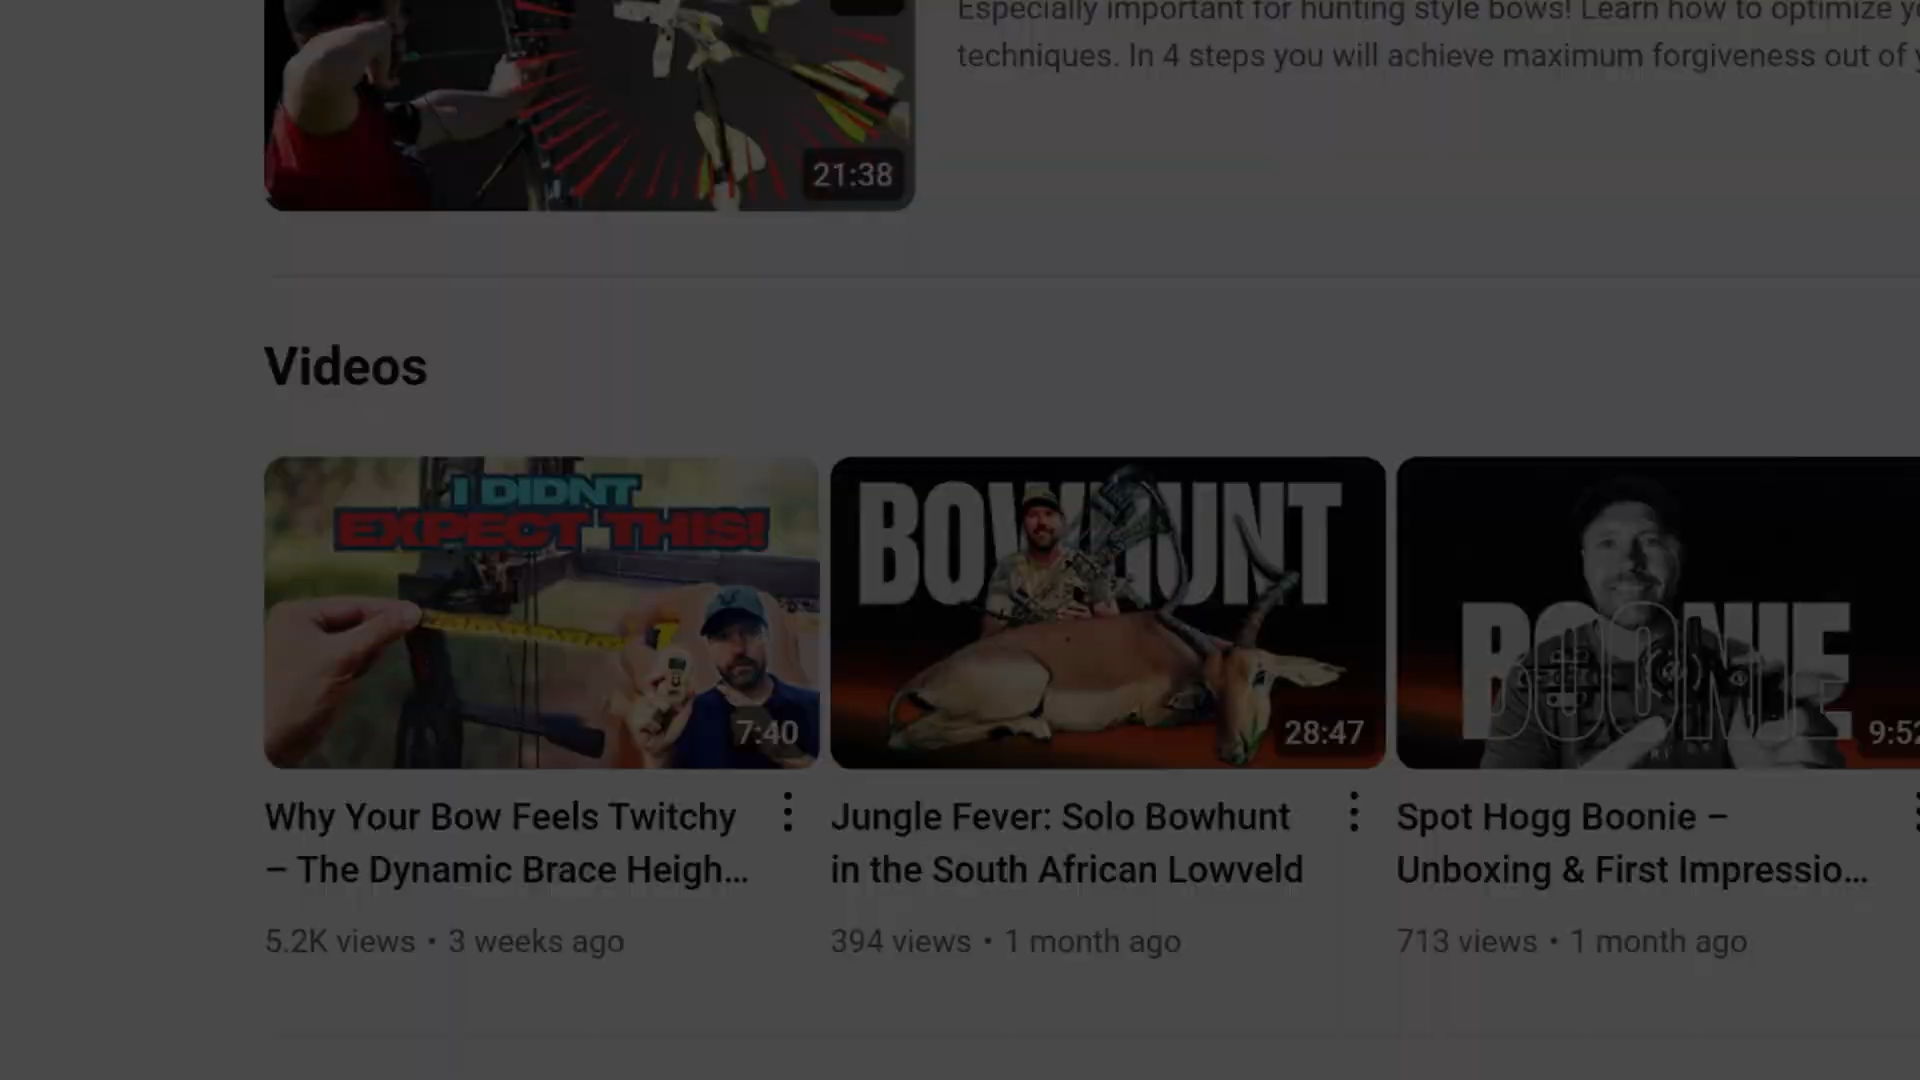 Especially important for hunting style bows! Learn how to optimize
techniques. In 4 steps you will achieve maximum forgiveness out of
21:38
Videos
I DIDNT
EXPECT THIS!
7:40
BOWHUNT
28:47
BOONIE
9:52
Why Your Bow Feels Twitchy
– The Dynamic Brace Heigh...
5.2K views • 3 weeks ago
Jungle Fever: Solo Bowhunt
in the South African Lowveld
394 views • 1 month ago
Spot Hogg Boonie –
Unboxing & First Impressio...
713 views • 1 month ago